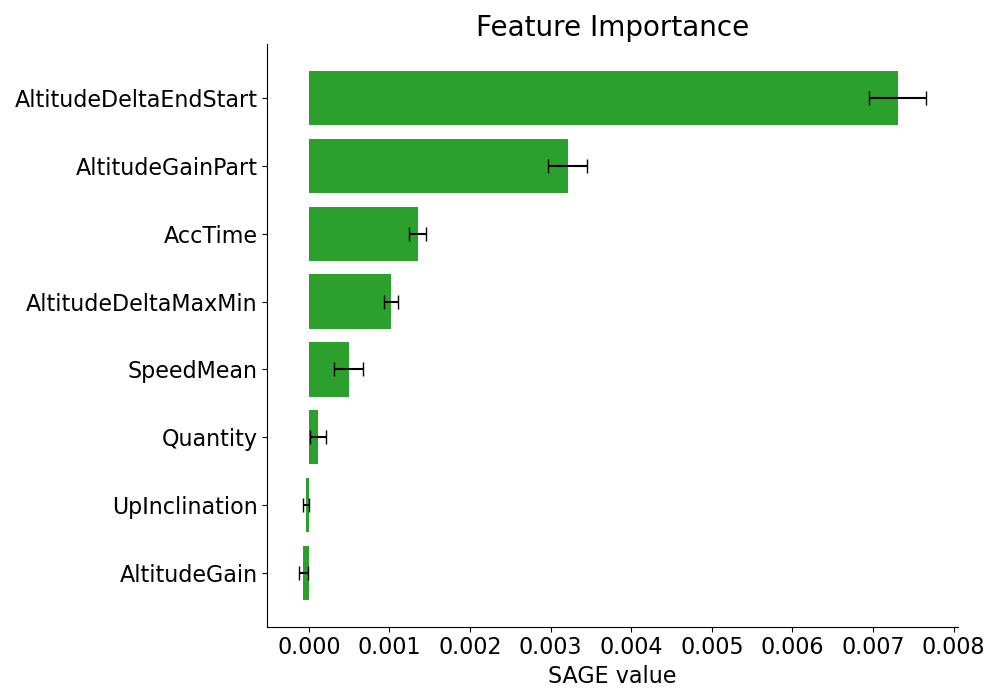 Feature Importance
AltitudeDeltaEndStart
AltitudeGainPart
AccTime
AltitudeDeltaMaxMin
SpeedMean
Quantity
UpInclination
AltitudeGain
0.000 0.001 0.002 0.003 0.004 0.005 0.006 0.007 0.008
SAGE value